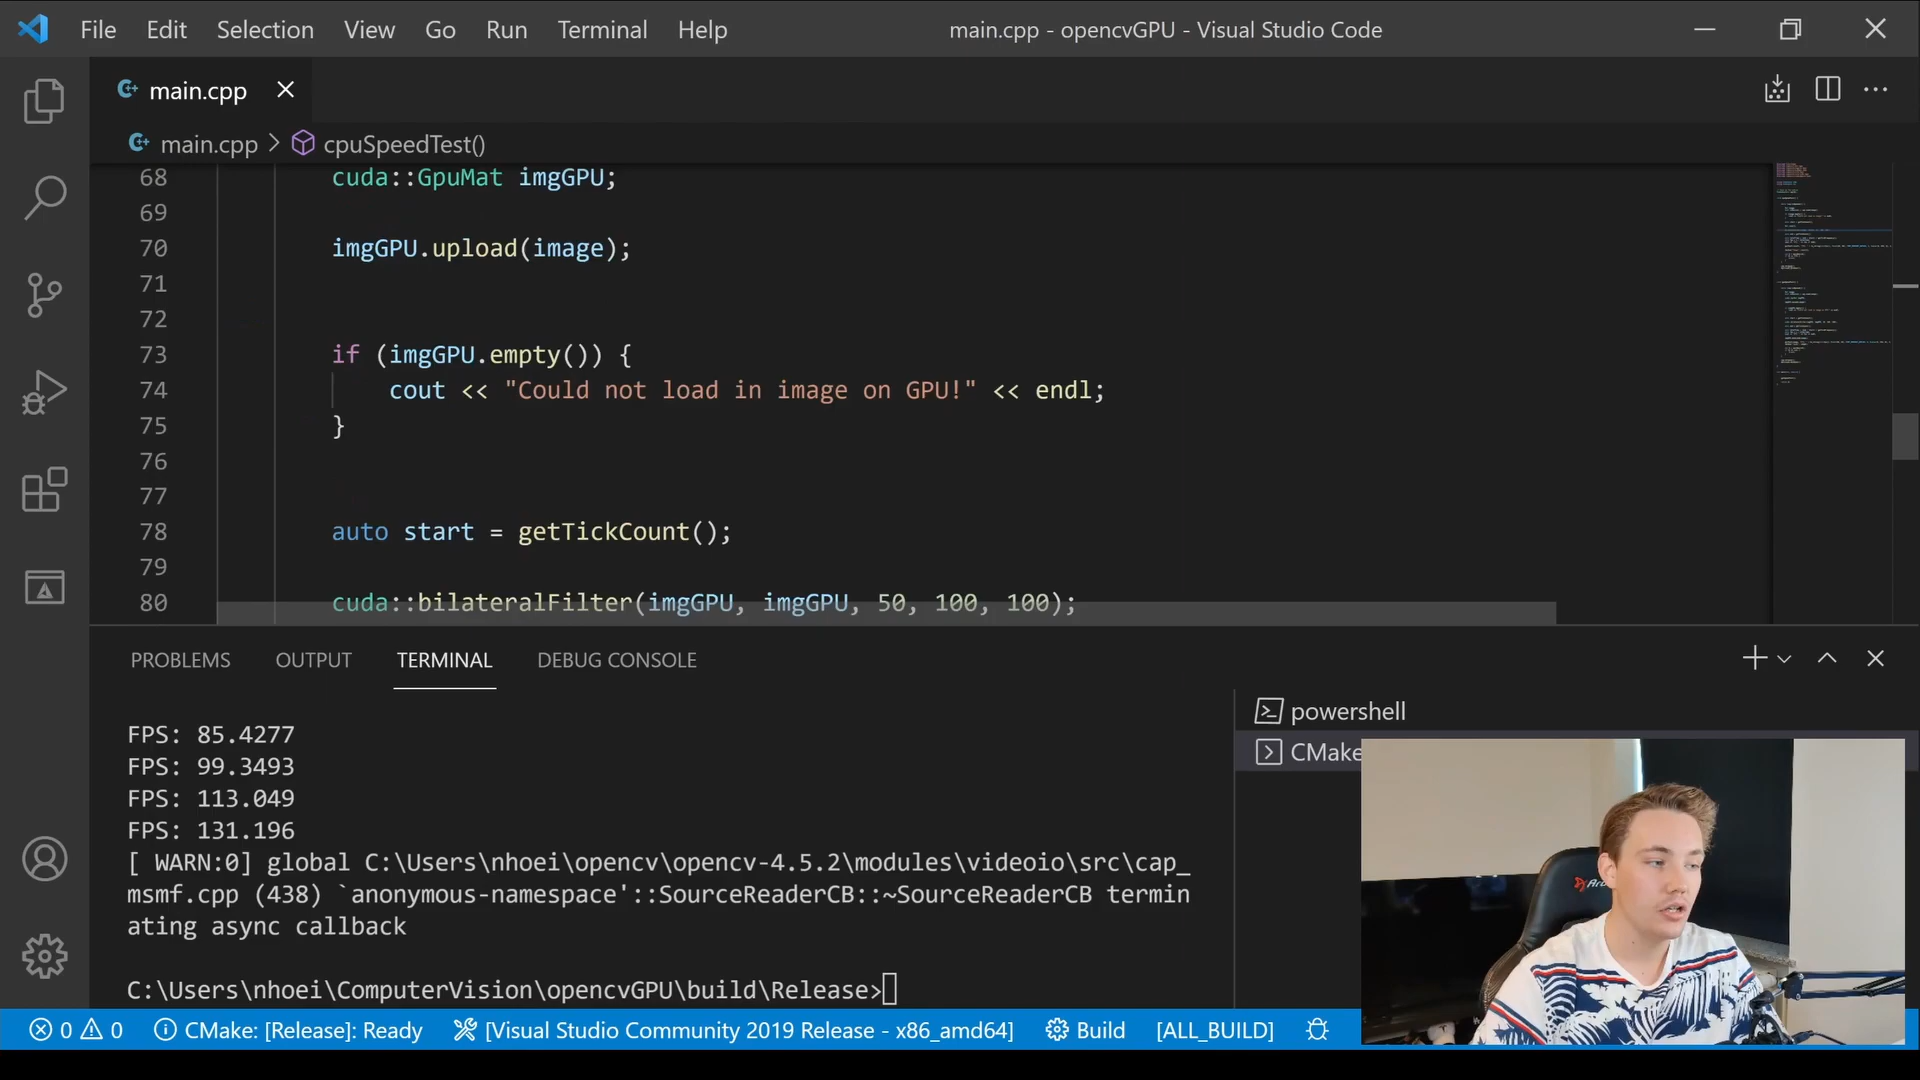 File Edit Selection View Go Run Terminal Help main.cpp - opencvGPU - Visual Studio Code
main.cpp
main.cpp > cpuSpeedTest()
68 cuda::GpuMat imgGPU;
69
70 imgGPU.upload(image);
71
72
73 if (imgGPU.empty()) {
74 cout << "Could not load in image on GPU!" << endl;
75 }
76
77
78 auto start = getTickCount();
79
80 cuda::bilateralFilter(imgGPU, imgGPU, 50, 100, 100);
PROBLEMS OUTPUT TERMINAL DEBUG CONSOLE
powershell
CMake
FPS: 85.4277
FPS: 99.3493
FPS: 113.049
FPS: 131.196
[ WARN:0] global C:\Users\nhoei\opencv\opencv-4.5.2\modules\videoio\src\cap_
msmf.cpp (438) `anonymous-namespace'::SourceReaderCB::~SourceReaderCB termin
ating async callback
C:\Users\nhoei\ComputerVision\opencvGPU\build\Release>
0 0 CMake: [Release]: Ready [Visual Studio Community 2019 Release - x86_amd64] Build [ALL_BUILD]